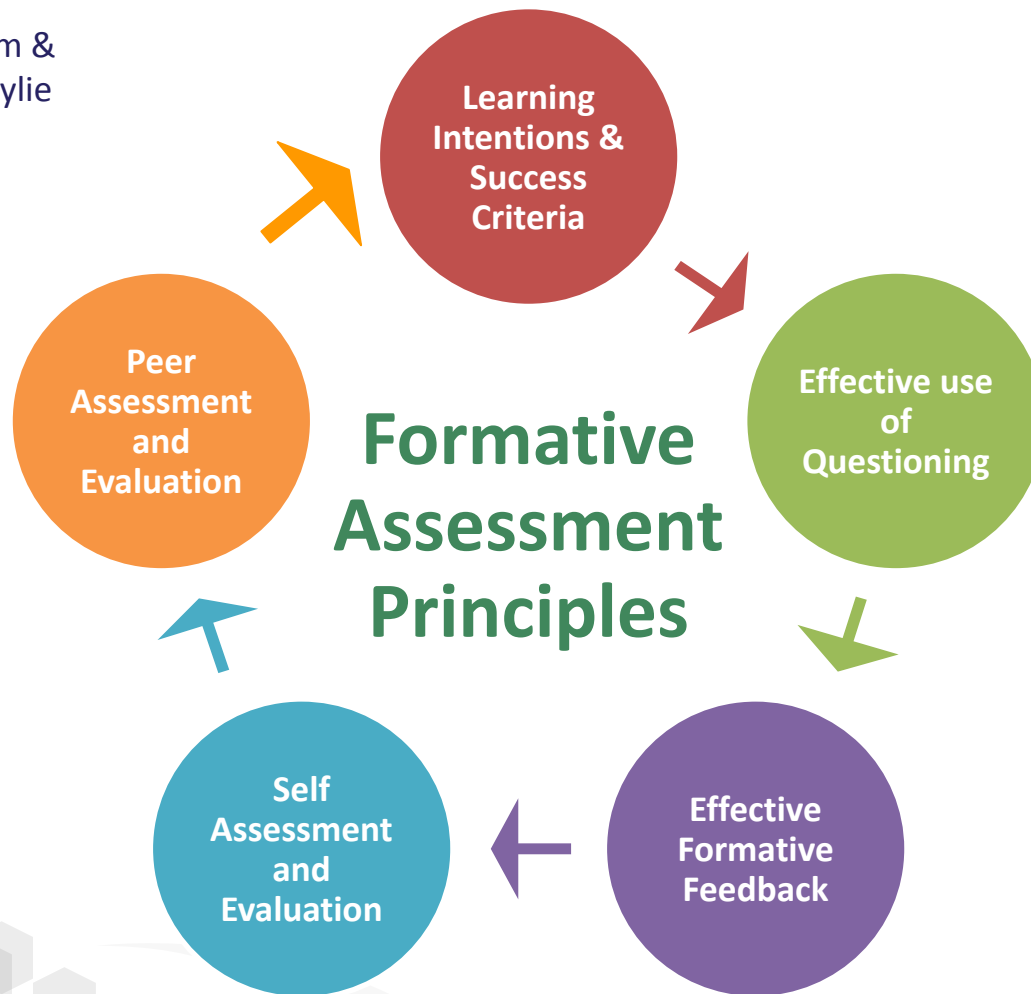 m &
ylie
Learning
Intentions &
Success
Criteria
Effective use
of
Questioning
Effective
Formative
Feedback
Self
Assessment
and
Evaluation
Peer
Assessment
and
Evaluation
Formative
Assessment
Principles